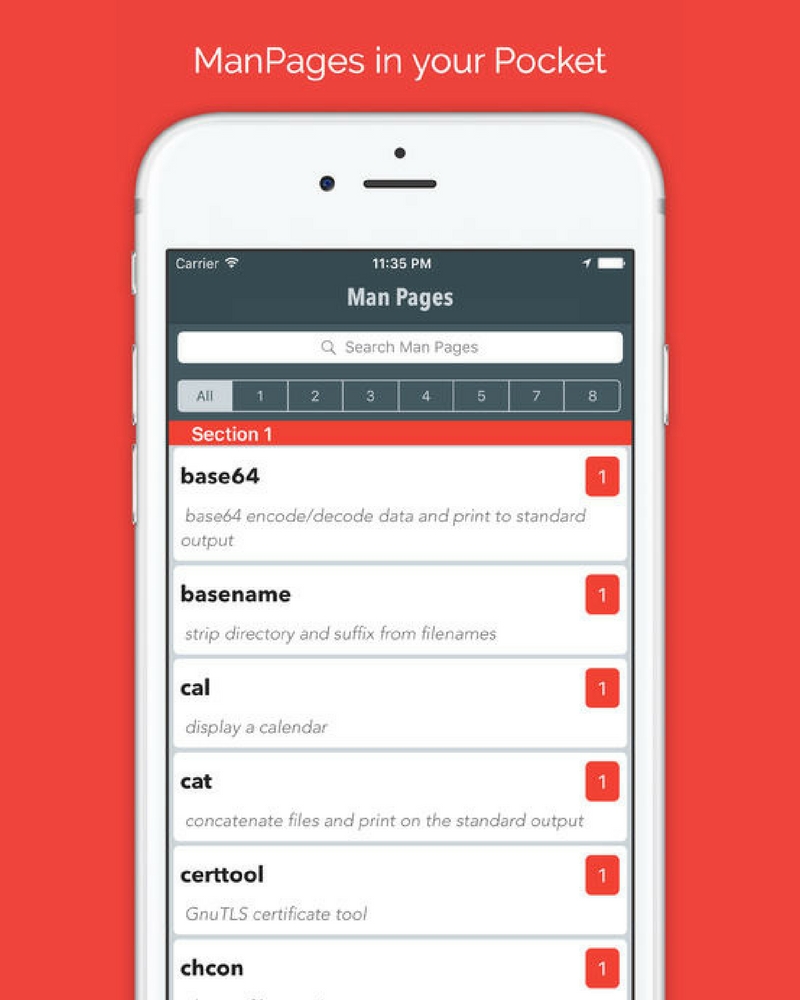 ManPages in your Pocket
Carrier 11:35 PM
Man Pages
Search Man Pages
All 1 2 3 4 5 7 8
Section 1
base64 1
base64 encode/decode data and print to standard
output
basename 1
strip directory and suffix from filenames
cal 1
display a calendar
cat 1
concatenate files and print on the standard output
certtool 1
GnuTLS certificate tool
chcon 1